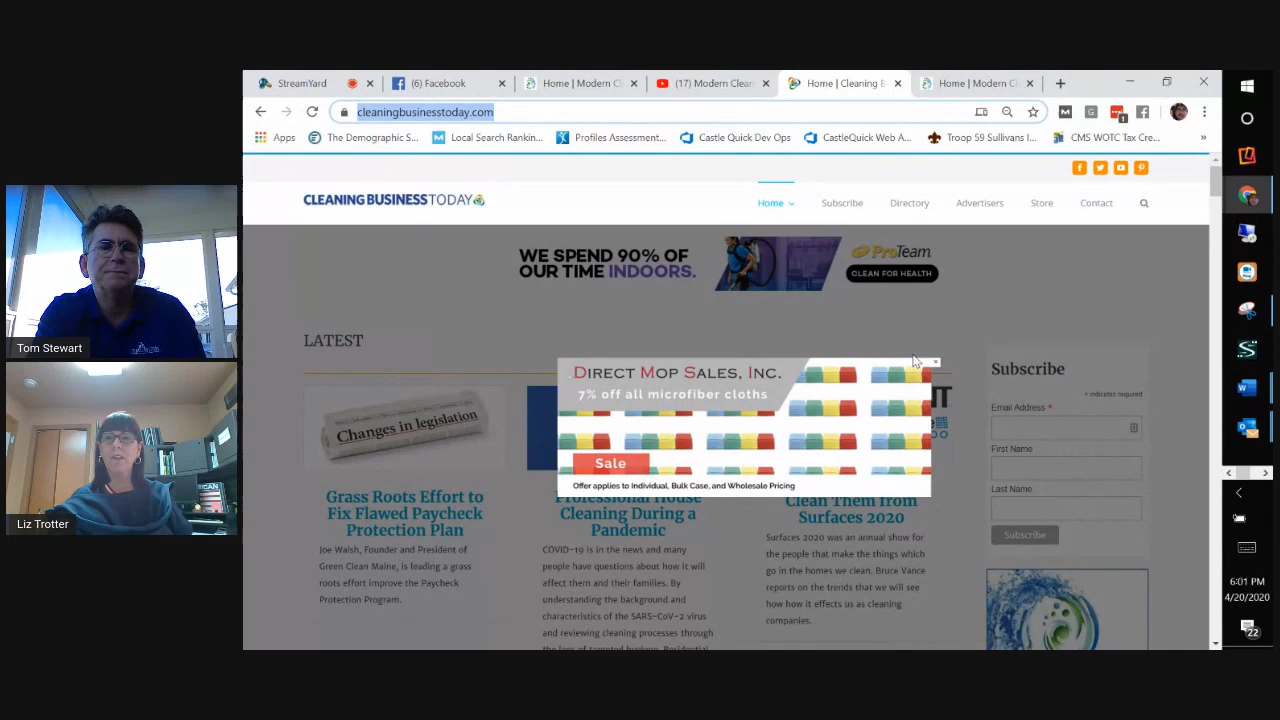 StreamYard
(6) Facebook
Home | Modern Cl
(17) Modern Clean
Home | Cleaning B
Home | Modern Cl
cleaningbusinesstoday.com
Apps
The Demographic S...
Local Search Rankin...
Profiles Assessment...
Castle Quick Dev Ops
CastleQuick Web A...
Troop 59 Sullivans I...
CMS WOTC Tax Cre...
»
CLEANING BUSINESS TODAY
Home
Subscribe
Directory
Advertisers
Store
Contact
WE SPEND 90% OF
OUR TIME INDOORS.
ProTeam
CLEAN FOR HEALTH
LATEST
DIRECT MOP SALES, INC.
7% off all microfiber cloths
Sale
Offer applies to Individual, Bulk Case, and Wholesale Pricing
Changes in legislation
Grass Roots Effort to
Fix Flawed Paycheck
Protection Plan
Joe Walsh, Founder and President of
Green Clean Maine, is leading a grass
roots effort improve the Paycheck
Protection Program.
Professional House
Cleaning During a
Pandemic
COVID-19 is in the news and many
people have questions about how it will
affect them and their families. By
understanding the background and
characteristics of the SARS-CoV-2 virus
and reviewing cleaning processes through
the lens of targeted hygiene, Residential
Clean Them from
Surfaces 2020
Surfaces 2020 was an annual show for
the people that make the things which
go in the homes we clean. Bruce Vance
reports on the trends that we will see
how how it effects us as cleaning
companies.
Subscribe
* indicates required
Email Address *
First Name
Last Name
Subscribe
Tom Stewart
Liz Trotter
6:01 PM
4/20/2020
22